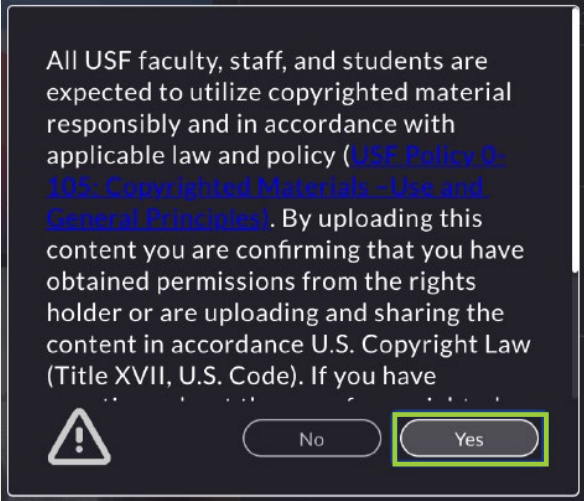 All USF faculty, staff, and students are
expected to utilize copyrighted material
responsibly and in accordance with
applicable law and policy (USF Policy 0-
105: Copyrighted Materials –Use and
General Principles). By uploading this
content you are confirming that you have
obtained permissions from the rights
holder or are uploading and sharing the
content in accordance U.S. Copyright Law
(Title XVII, U.S. Code). If you have
No
Yes